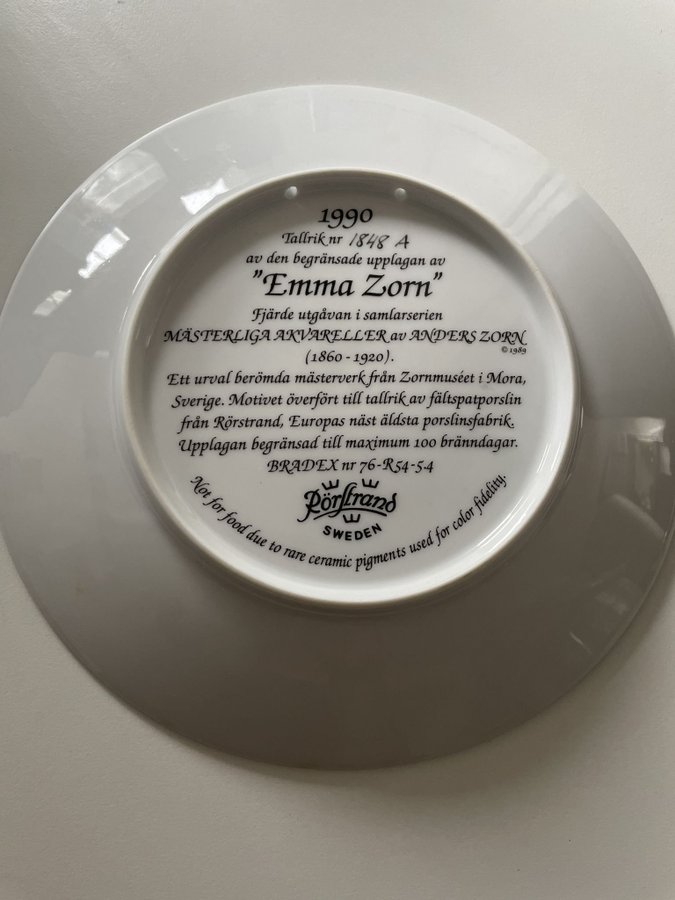 1990
Tallrik nr 1848 A
av den begränsade upplagan av
"Emma Zorn"
Fjärde utgåvan i samlarserien
MÄSTERLIGA AKVARELLER av ANDERS ZORN
© 1989
(1860 - 1920).
Ett urval berömda mästerverk från Zornmuséet i Mora,
Sverige. Motivet överfört till tallrik av fältspatporslin
från Rörstrand, Europas näst äldsta porslinsfabrik.
Upplagan begränsad till maximum 100 bränndagar.
BRADEX nr 76-R54-5.4
Rörstrand
SWEDEN
Not for food due to rare ceramic pigments used for color fidelity.